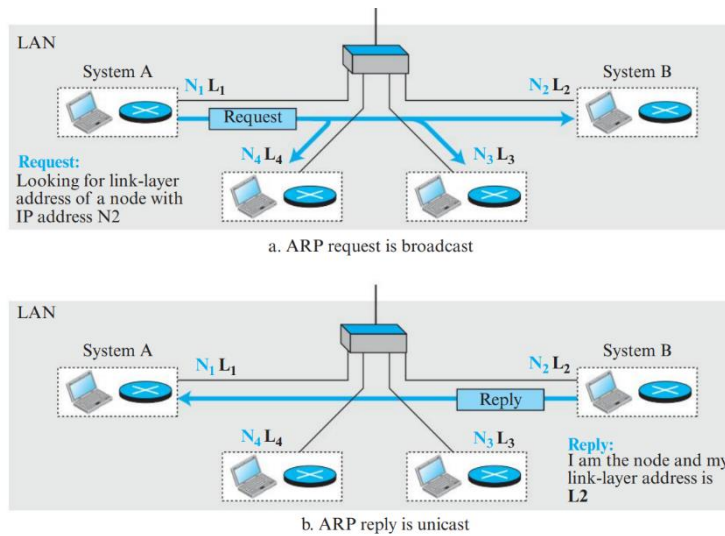 LAN
System A
N1 L1
N2 L2
System B
Request
Request:
Looking for link-layer
address of a node with
IP address N2
N4 L4
N3 L3
a. ARP request is broadcast
LAN
System A
N1 L1
N2 L2
System B
Reply
N4 L4
N3 L3
Reply:
I am the node and my
link-layer address is
L2
b. ARP reply is unicast